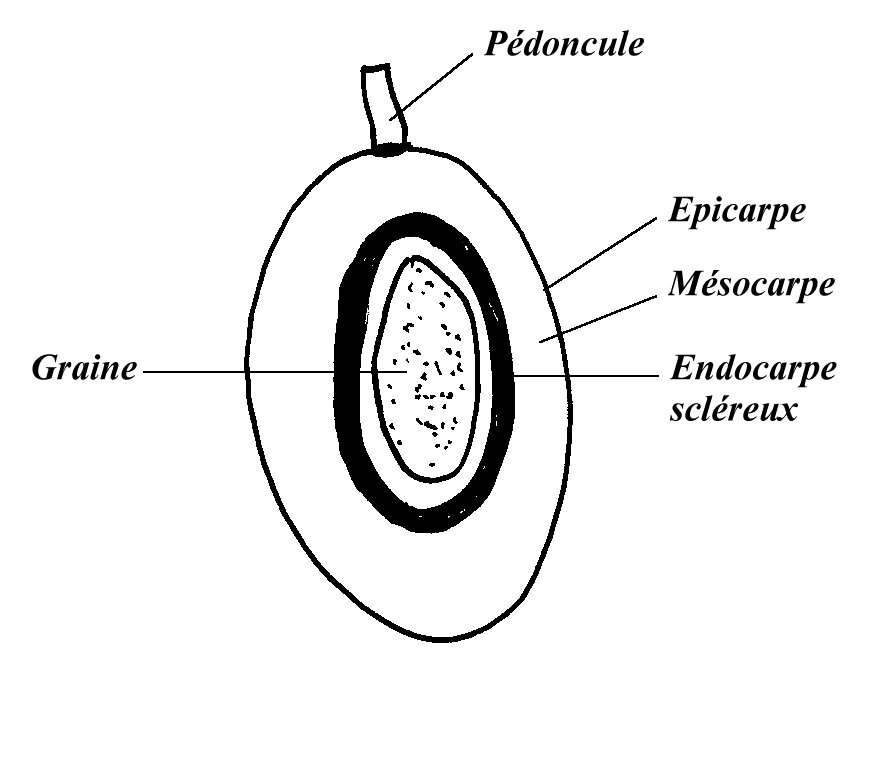 Pédoncule
Epicarpe
Mésocarpe
Graine
Endocarpe
scléreux